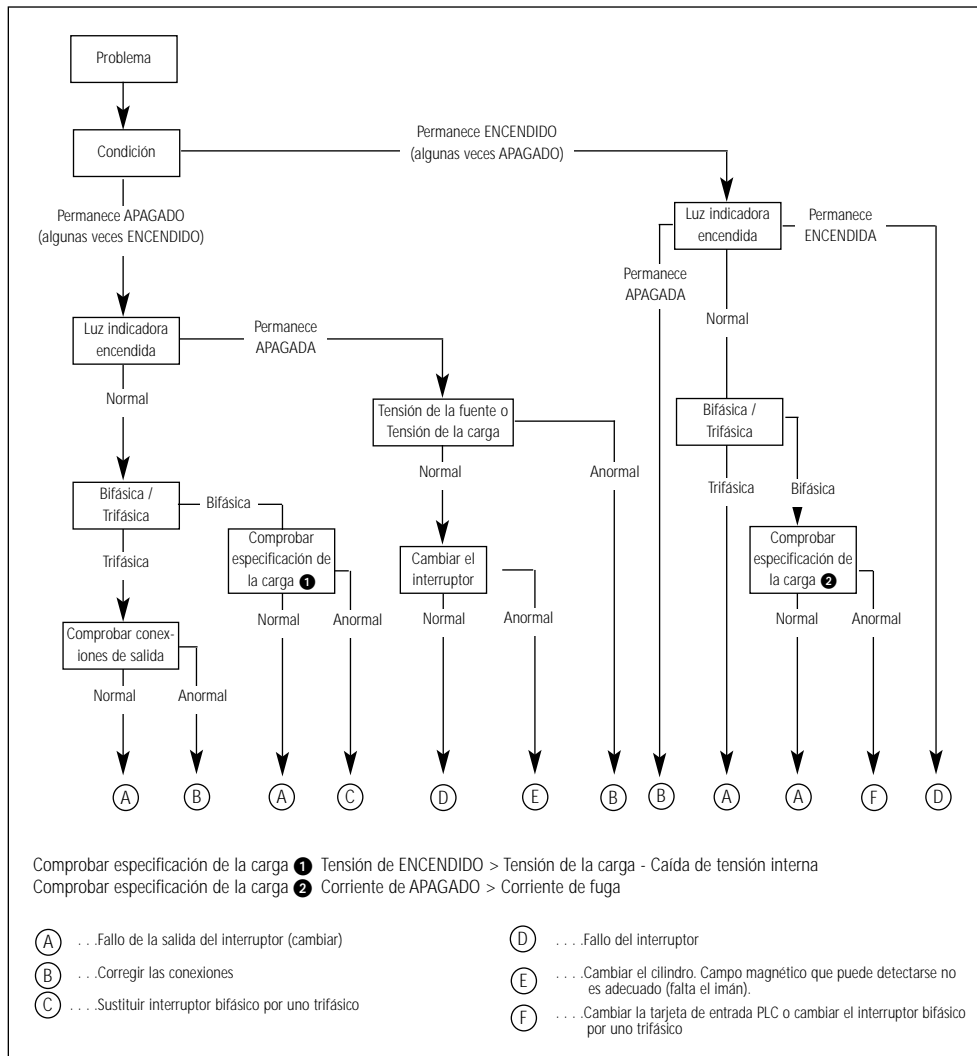 Problema
Condición
Permanece ENCENDIDO
(algunas veces APAGADO)
Permanece APAGADO
(algunas veces ENCENDIDO)
Luz indicadora
encendida
Permanece
ENCENDIDA
Permanece
APAGADA
Normal
Luz indicadora
encendida
Permanece
APAGADA
Normal
Tensión de la fuente o
Tensión de la carga
Normal
Anormal
Bifásica /
Trifásica
Trifásica
Bifásica
Bifásica /
Trifásica
Bifásica
Trifásica
Comprobar
especificación de
la carga ❶
Normal
Anormal
Cambiar el
interruptor
Normal
Anormal
Comprobar
especificación de
la carga ❷
Normal
Anormal
Comprobar conex-
iones de salida
Normal
Anormal
A B A C D E B B A A F D
Comprobar especificación de la carga ❶ Tensión de ENCENDIDO > Tensión de la carga - Caída de tensión interna
Comprobar especificación de la carga ❷ Corriente de APAGADO > Corriente de fuga
A . . .Fallo de la salida del interruptor (cambiar)
B . . .Corregir las conexiones
C . . . .Sustituir interruptor bifásico por uno trifásico
D . . . .Fallo del interruptor
E . . . .Cambiar el cilindro. Campo magnético que puede detectarse no
es adecuado (falta el imán).
F . . . .Cambiar la tarjeta de entrada PLC o cambiar el interruptor bifásico
por uno trifásico